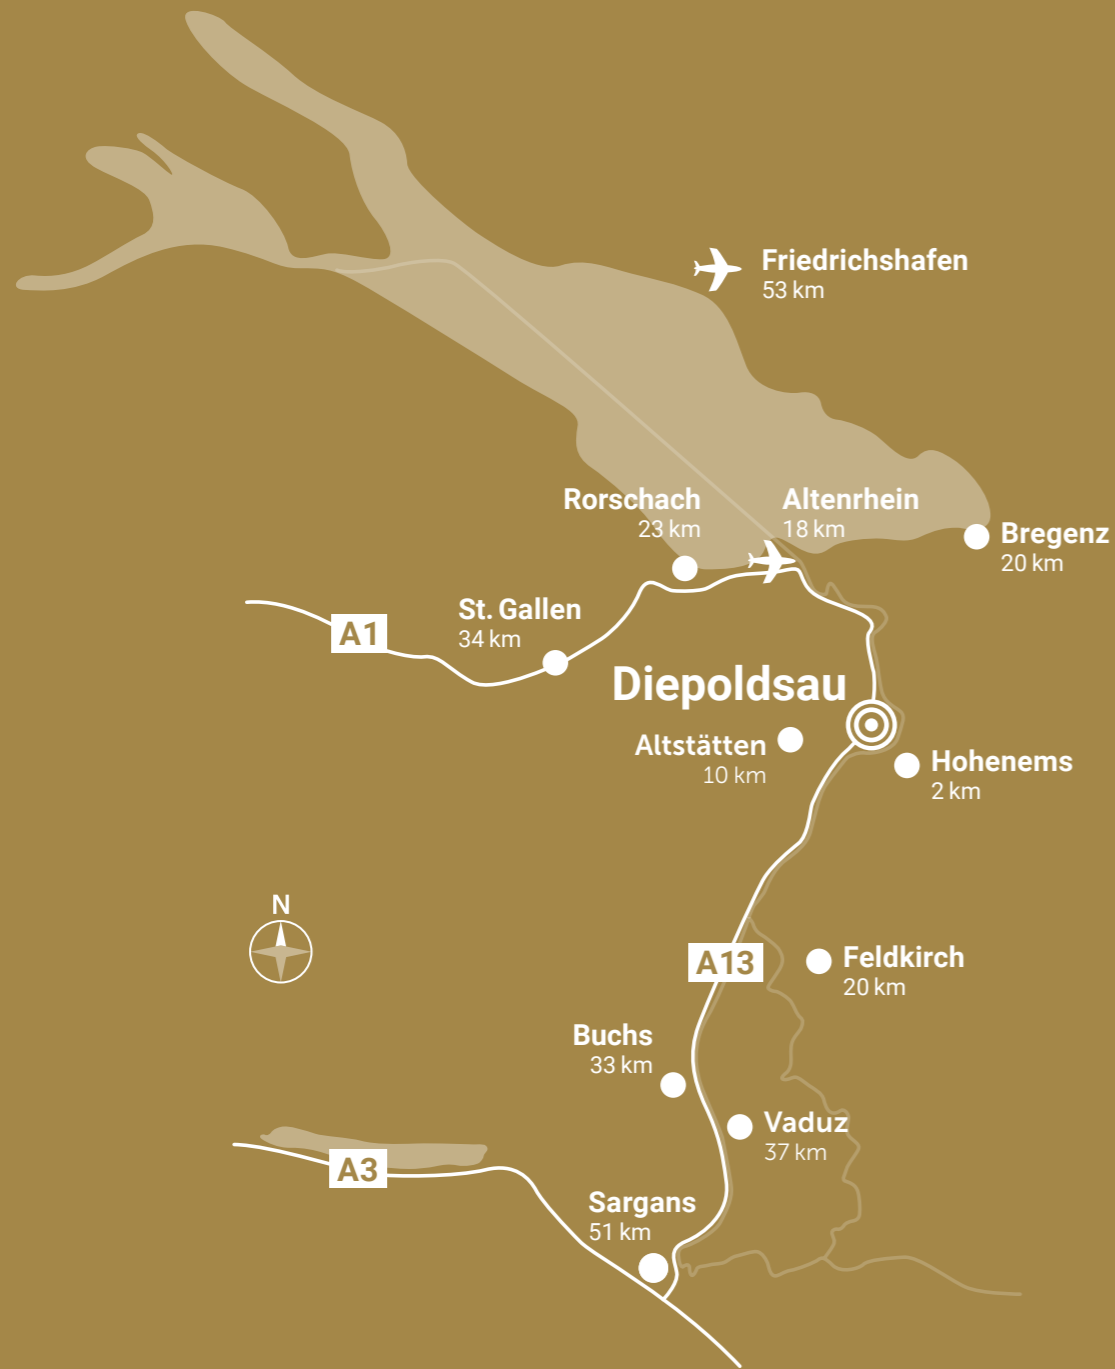 Friedrichshafen
53 km
Rorschach
23 km
Altenrhein
18 km
Bregenz
20 km
St. Gallen
34 km
A1
Diepoldsau
Altstätten
10 km
Hohenems
2 km
N
A13
Feldkirch
20 km
Buchs
33 km
Vaduz
37 km
A3
Sargans
51 km